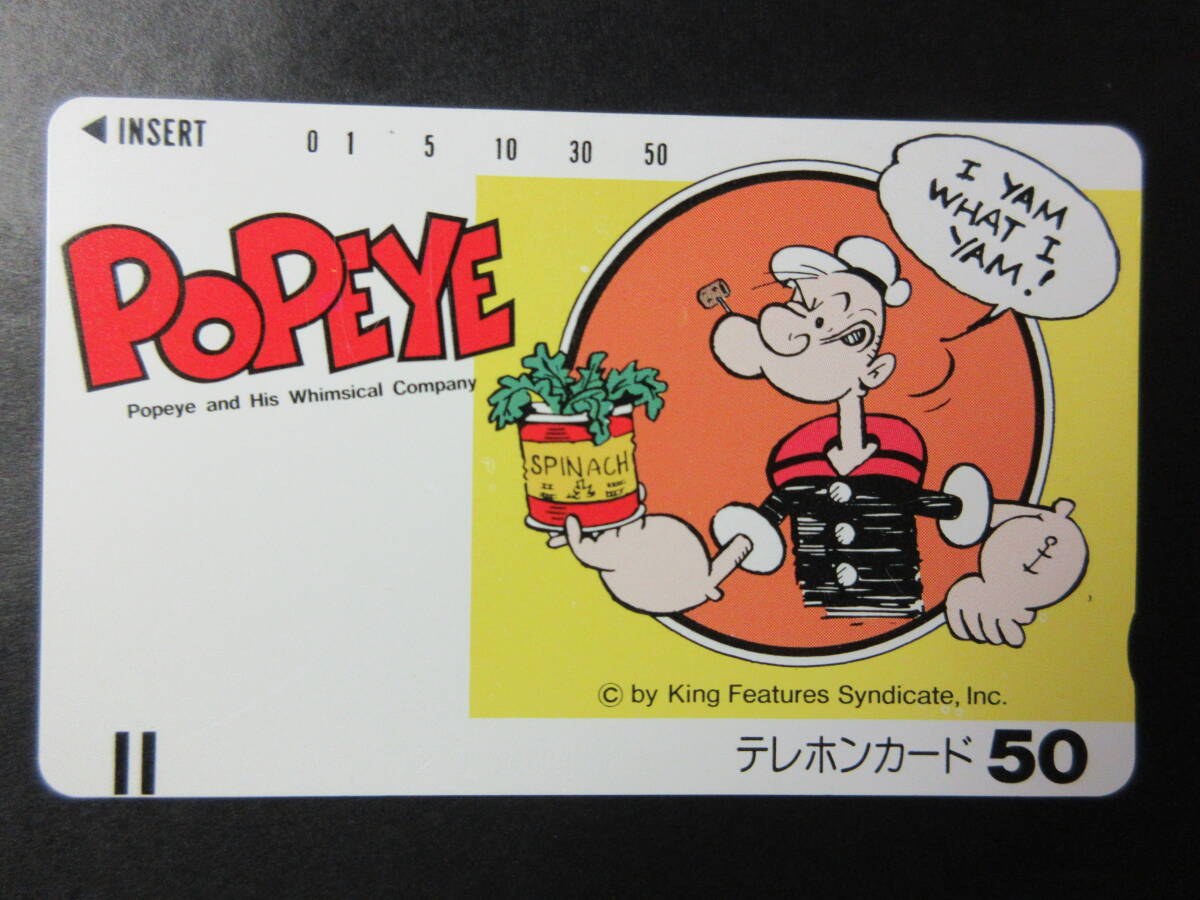 ◀ INSERT 0 1 5 10 30 50
POPEYE
Popeye and His Whimsical Company
I YAM
WHAT I
YAM!
SPINACH
© by King Features Syndicate, Inc.
テレホンカード 50